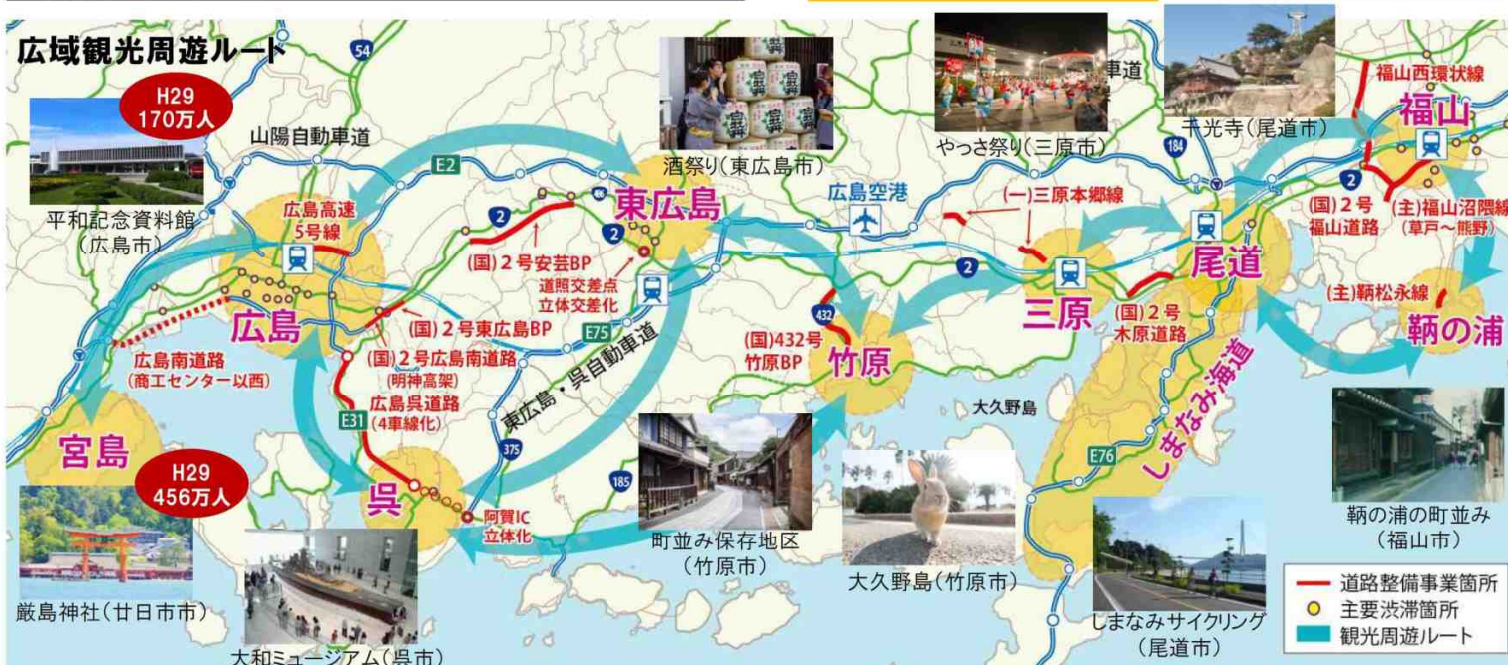 広域観光周遊ルート
54
H29
170万人
山陽自動車道
E2
平和記念資料館
(広島市)
広島高速
5号線
酒祭り(東広島市)
東広島
2
2
(国)2号安芸BP
道照交差点
立体交差化
やっさ祭り(三原市)
車道
千光寺(尾道市)
184
広島空港
(一)三原本郷線
福山西環状線
福山
2
(国)2号
福山道路
(主)福山沼隈線
(草戸～熊野)
尾道
2
三原
(国)2号
木原道路
(主)鞆松永線
鞆の浦
広島
(国)2号東広島BP
E75
東広島・呉自動車道
432
(国)432号
竹原BP
竹原
広島南道路
(商工センター以西)
(国)2号広島南道路
(明神高架)
広島呉道路
(4車線化)
E31
375
185
大久野島
しまなみ海道
E76
宮島
H29
456万人
呉
阿賀IC
立体化
厳島神社(廿日市市)
大和ミュージアム(呉市)
町並み保存地区
(竹原市)
大久野島(竹原市)
しまなみサイクリング
(尾道市)
鞆の浦の町並み
(福山市)
道路整備事業箇所
主要渋滞箇所
観光周遊ルート